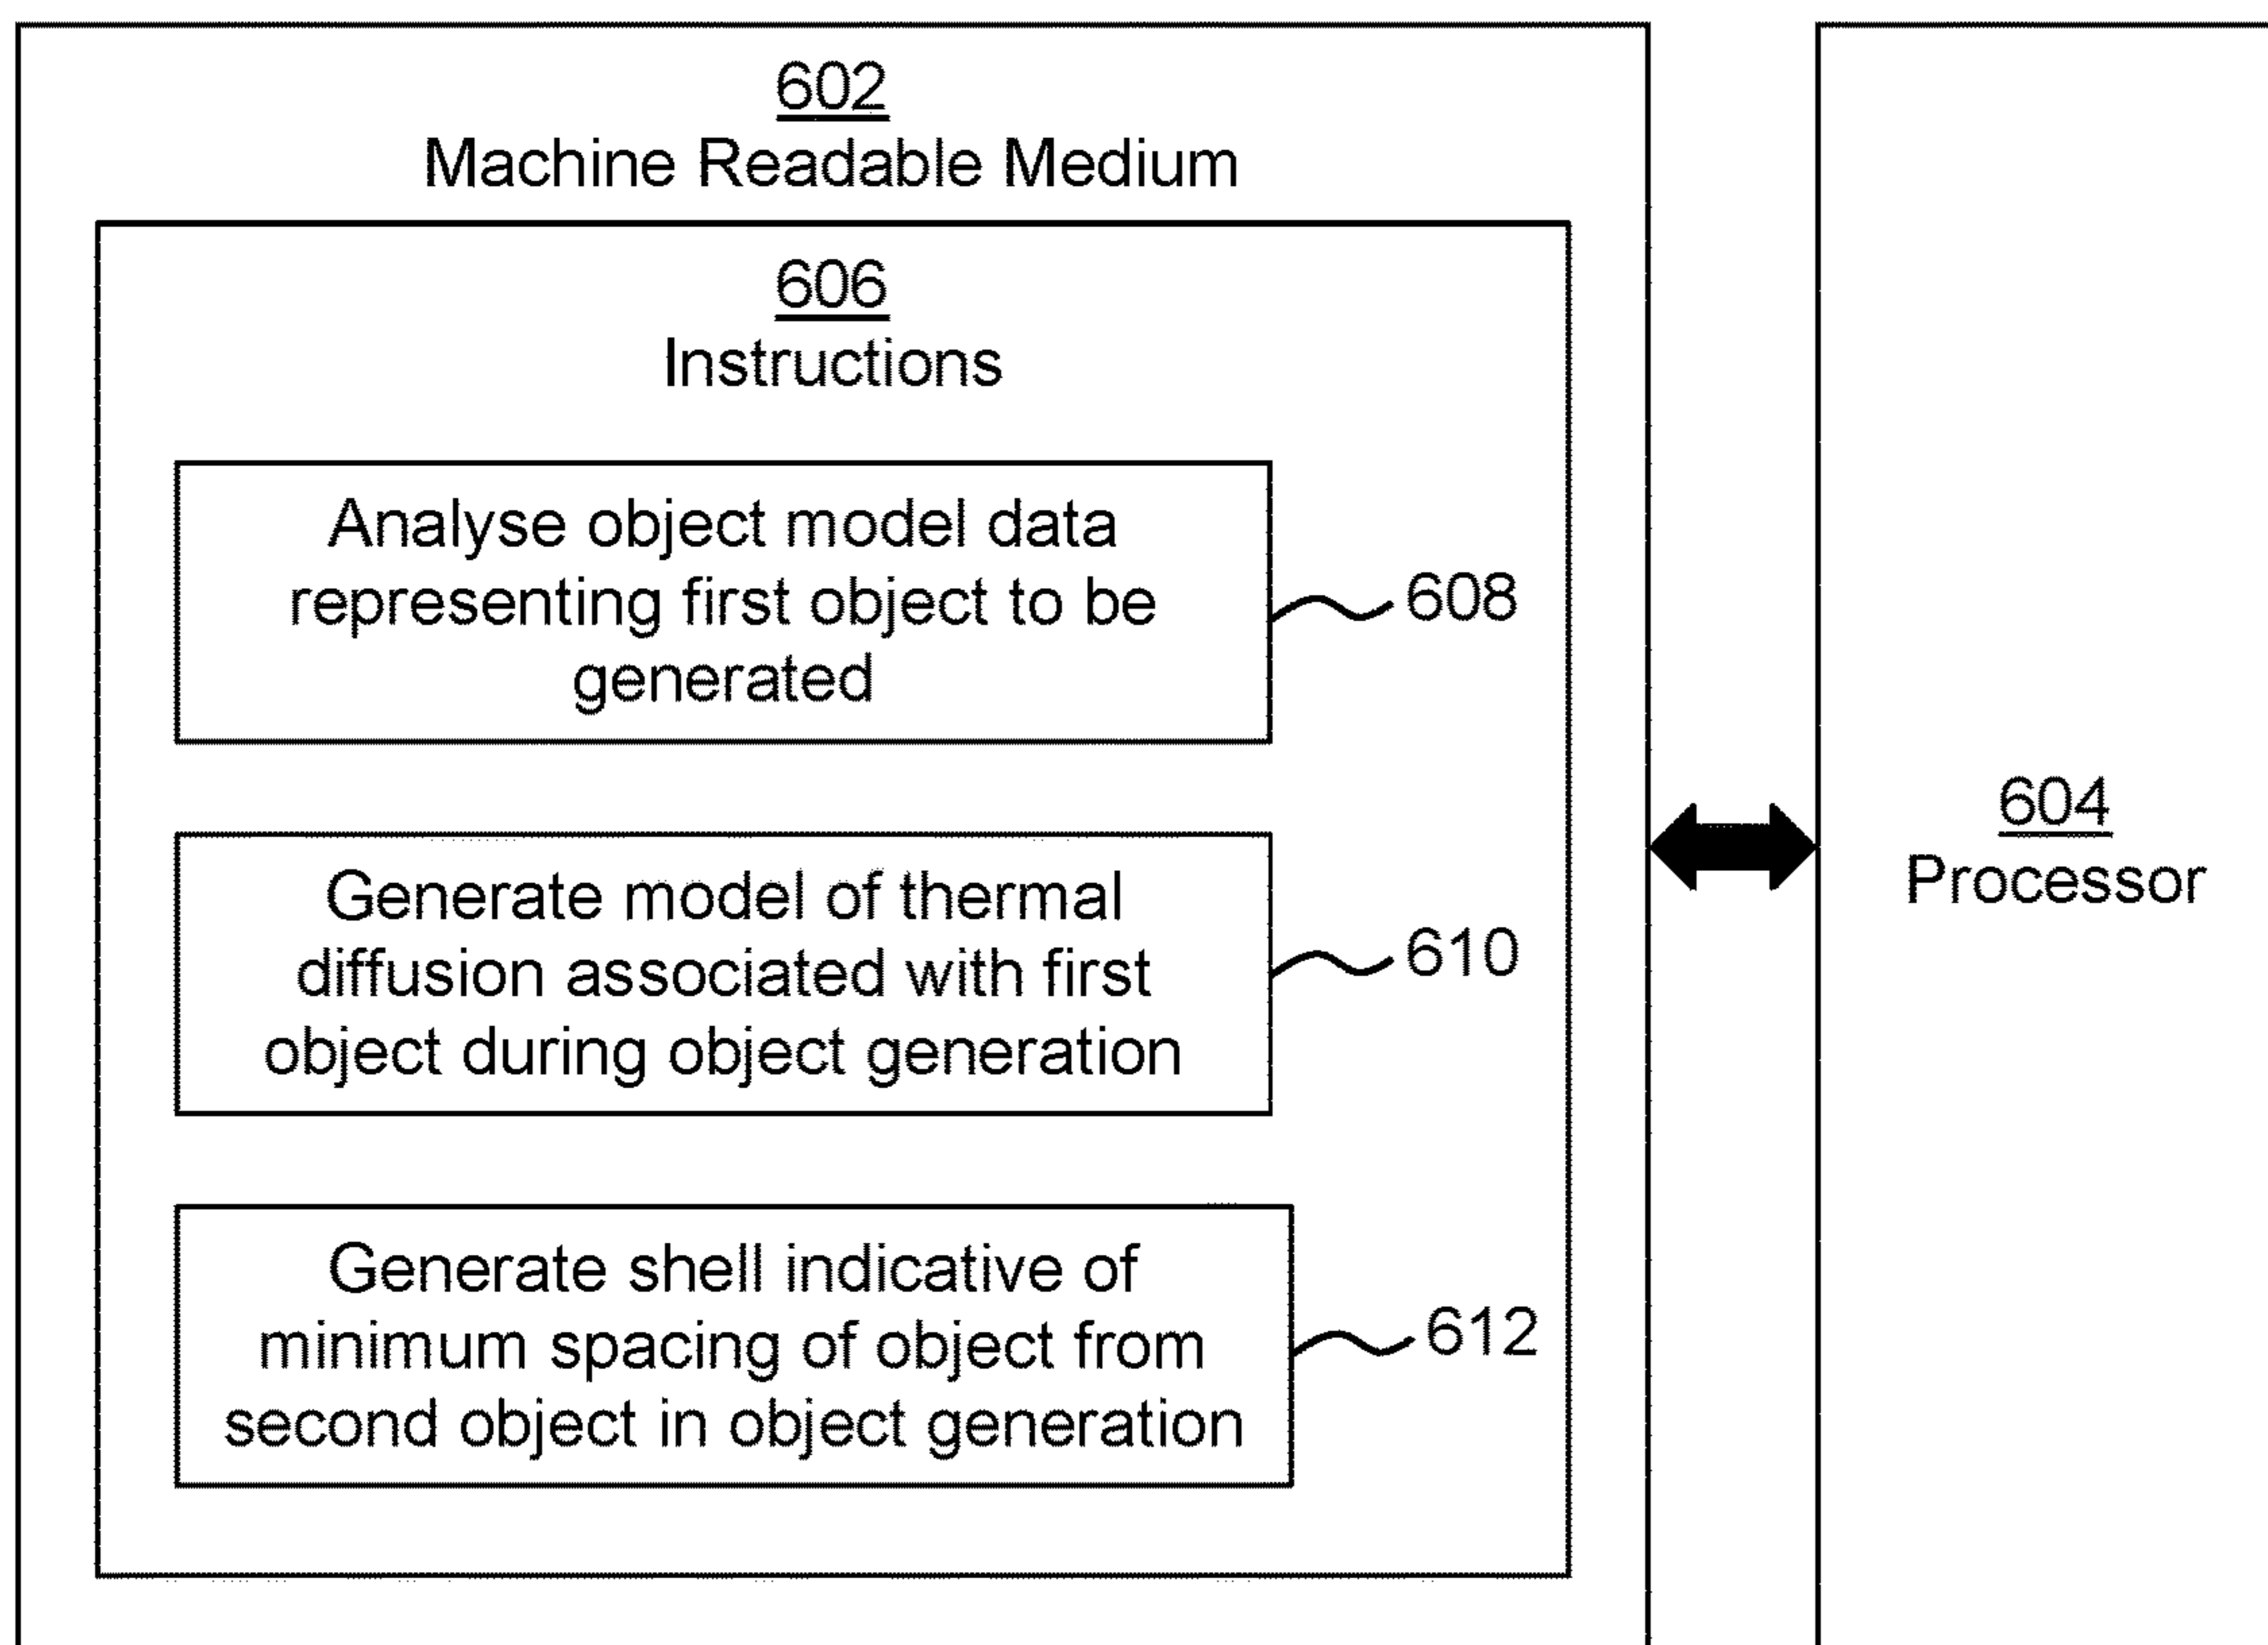 602
Machine Readable Medium
606
Instructions
Analyse object model data
representing first object to be
generated
608
Generate model of thermal
diffusion associated with first
object during object generation
610
Generate shell indicative of
minimum spacing of object from
second object in object generation
612
604
Processor